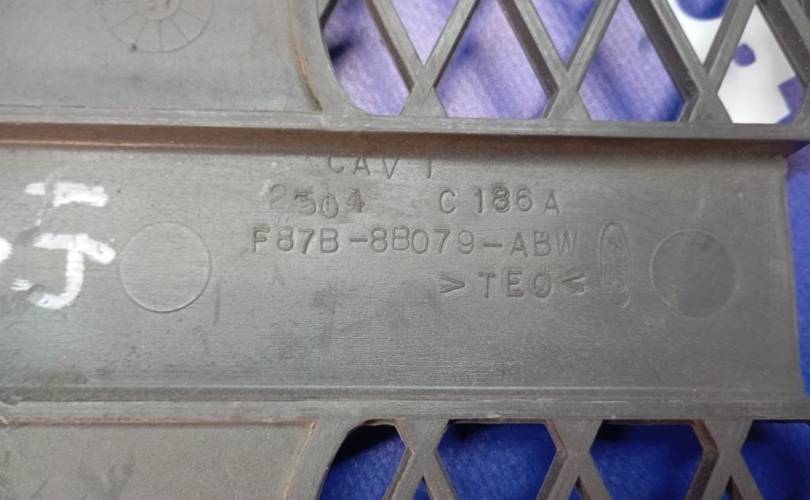 CAV 1
2504 C 186 A
F87B-8B079-ABW
>TEO<